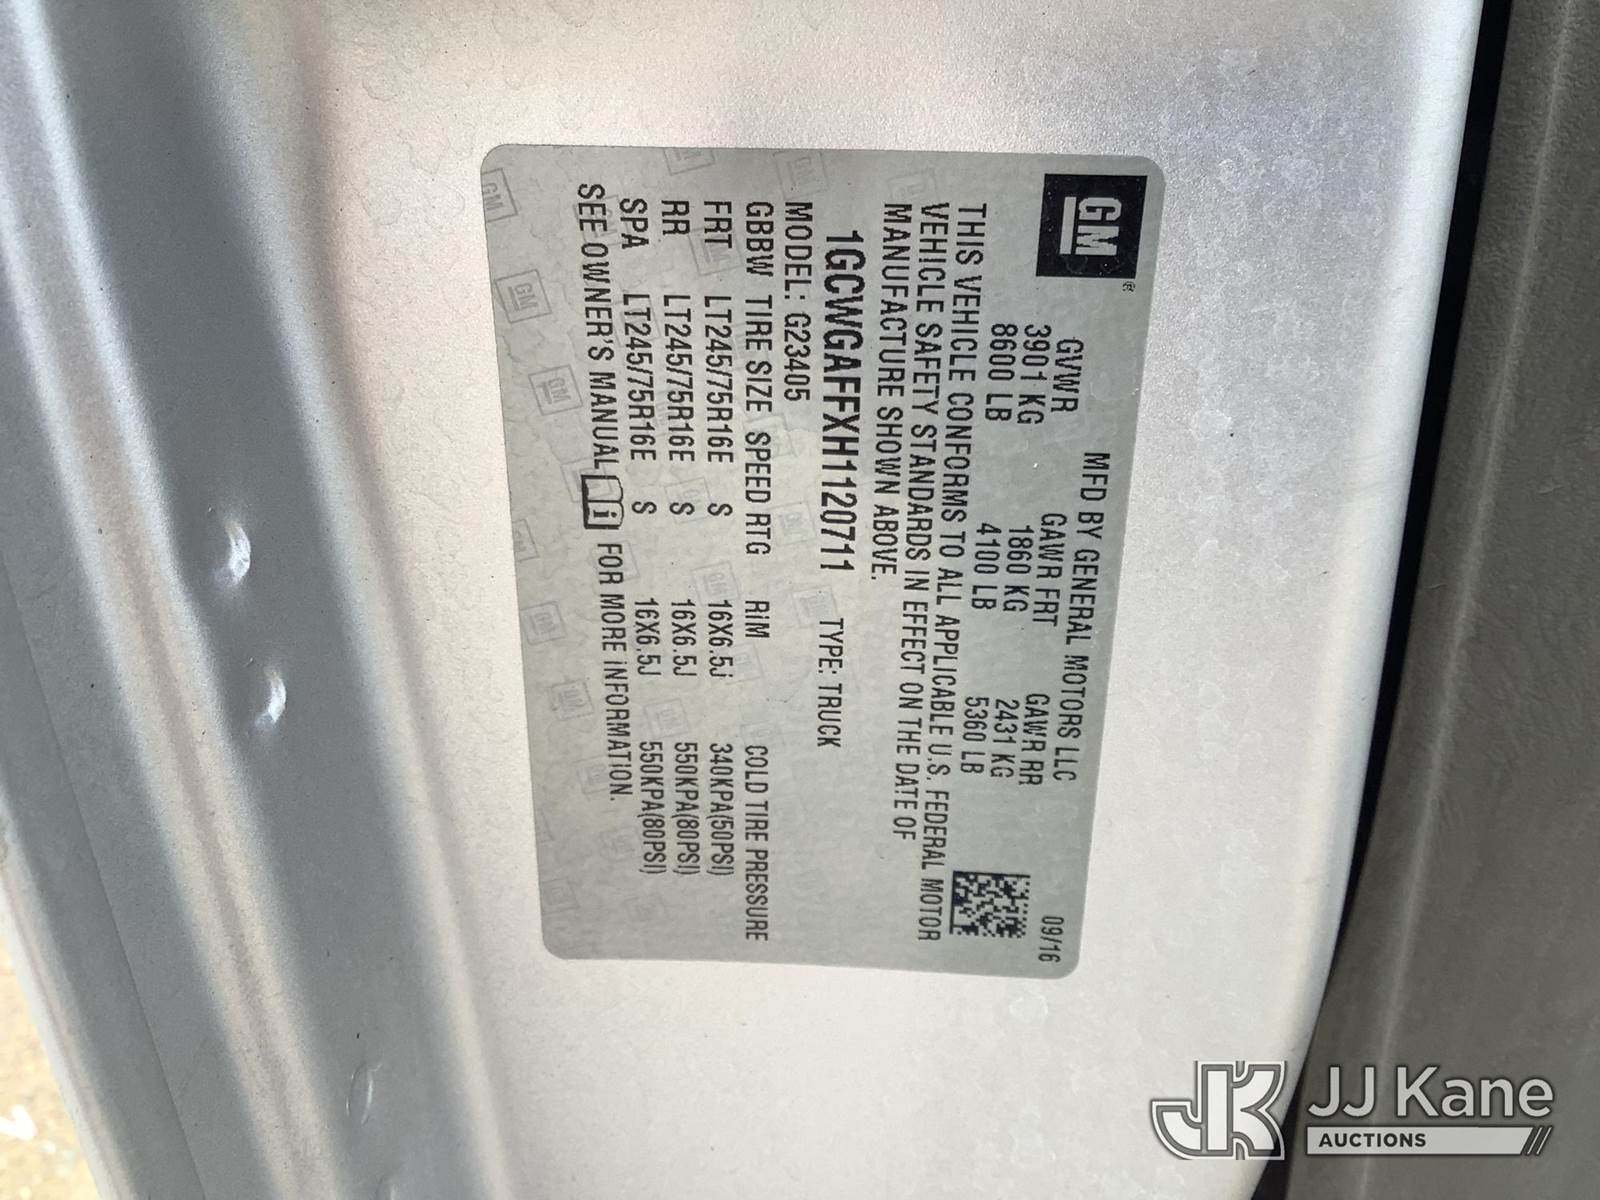 GM
®
MFD BY GENERAL MOTORS LLC 09/16
GVWR GAWR FRT GAWR RR
3901 KG 1860 KG 2431 KG
8600 LB 4100 LB 5360 LB
THIS VEHICLE CONFORMS TO ALL APPLICABLE U.S. FEDERAL MOTOR
VEHICLE SAFETY STANDARDS IN EFFECT ON THE DATE OF
MANUFACTURE SHOWN ABOVE.
1GCWGAFFXH1120711 TYPE: TRUCK
MODEL: G23405
GBBW TIRE SIZE SPEED RTG RIM COLD TIRE PRESSURE
FRT LT245/75R16E S 16X6.5J 340KPA(50PSI)
RR LT245/75R16E S 16X6.5J 550KPA(80PSI)
SPA LT245/75R16E S 16X6.5J 550KPA(80PSI)
SEE OWNER'S MANUAL i FOR MORE INFORMATION.
JK JJ Kane
AUCTIONS